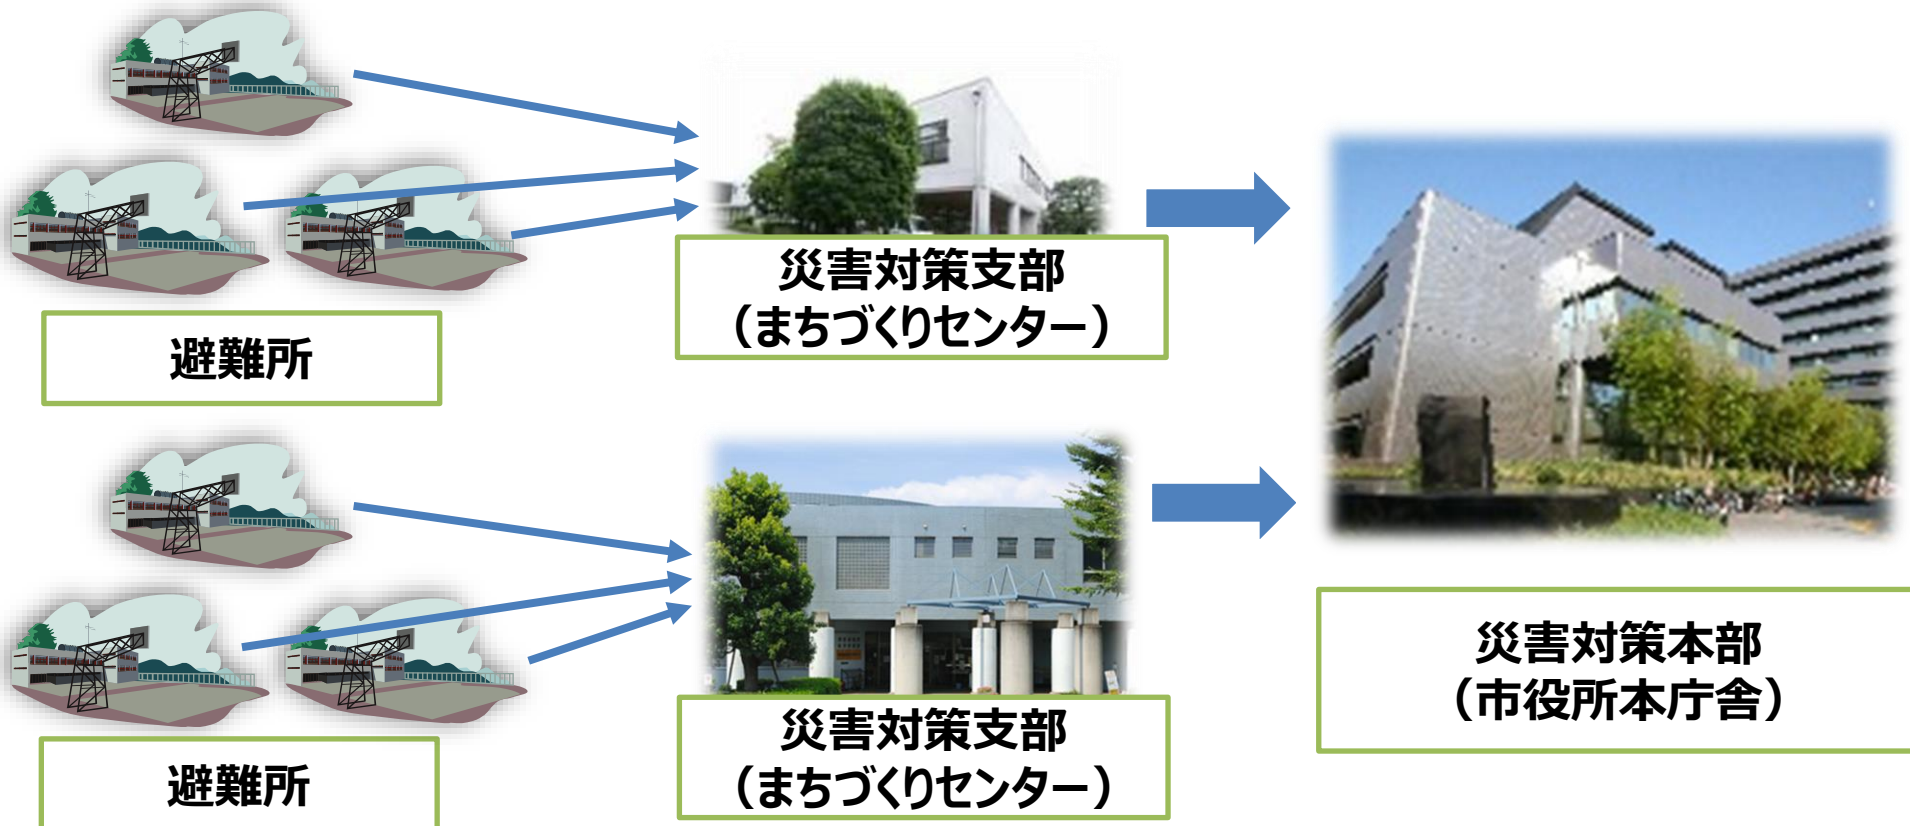 災害対策支部
（まちづくりセンター）
避難所
災害対策支部
（まちづくりセンター）
避難所
災害対策本部
（市役所本庁舎）